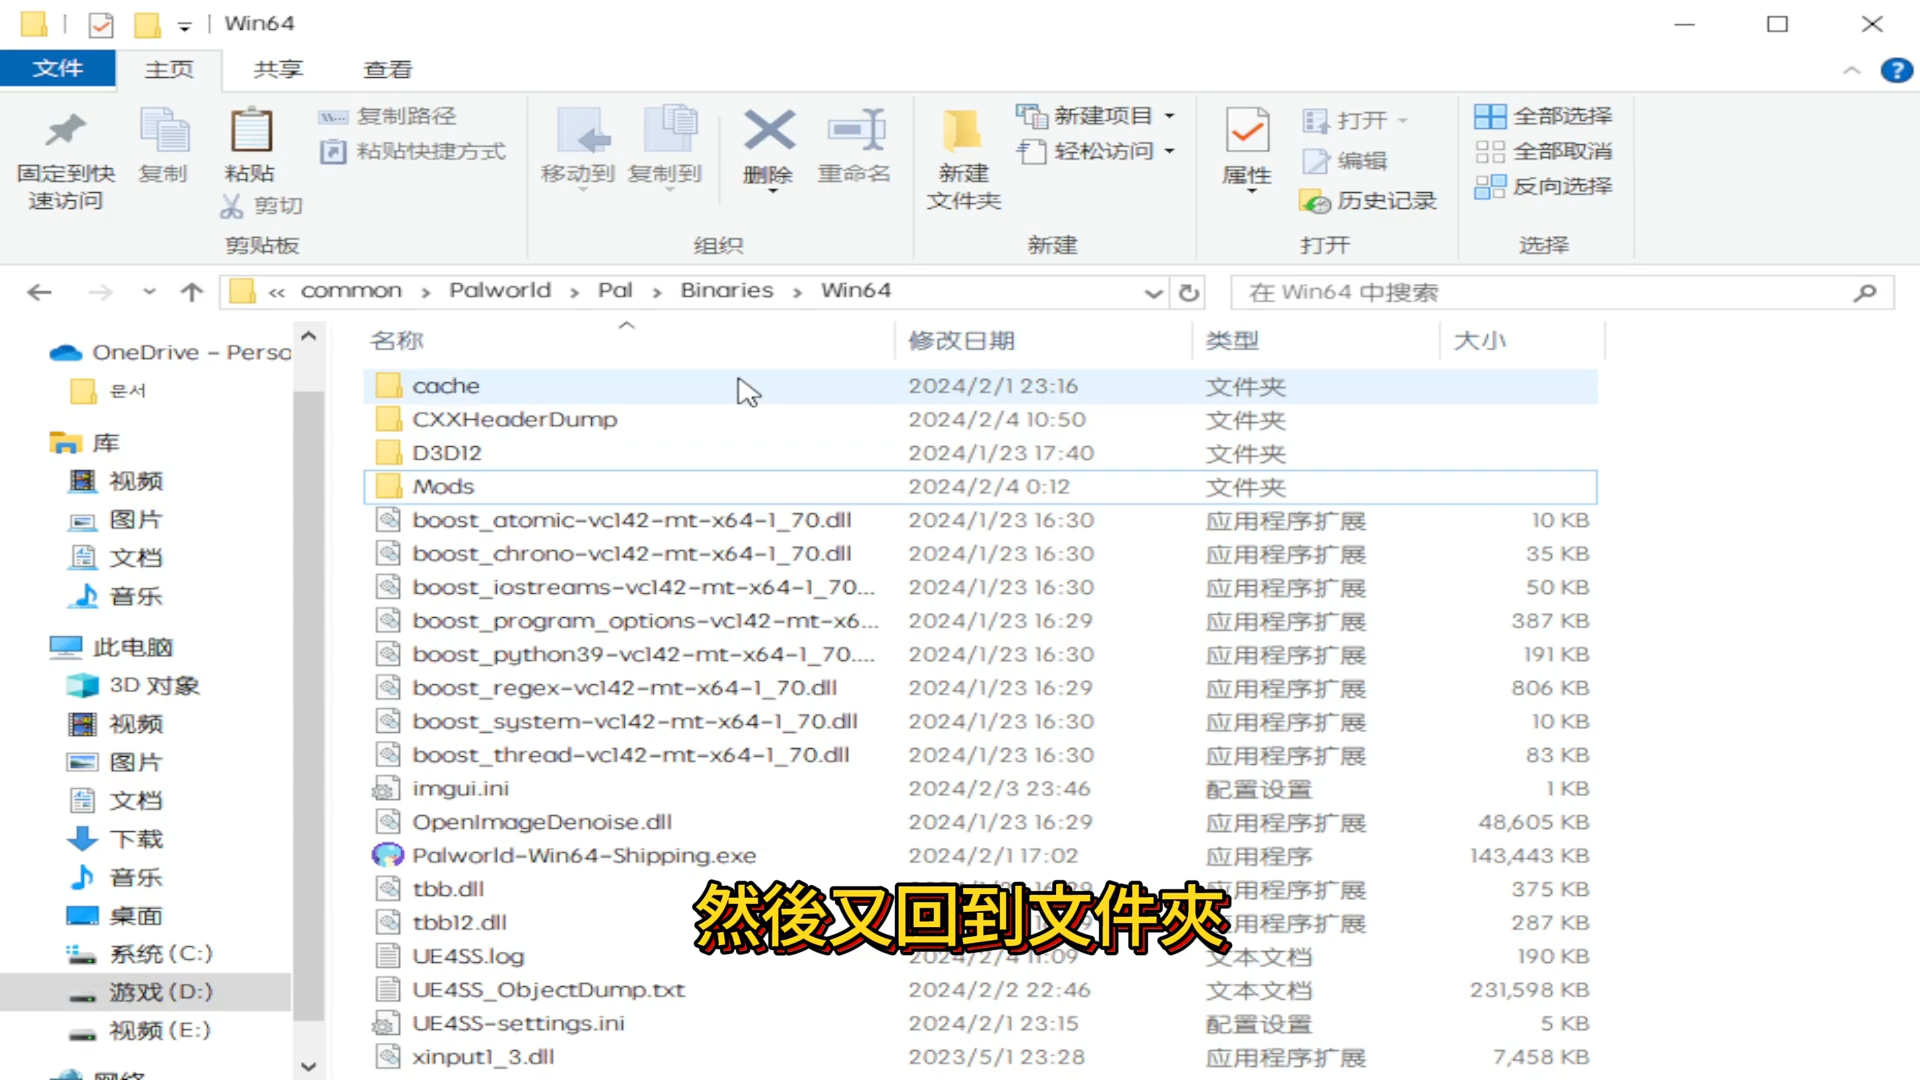 Win64
文件 主页 共享 查看
固定到快速访问
复制
粘贴
复制路径
粘贴快捷方式
剪切
剪贴板
移动到
复制到
删除
重命名
组织
新建文件夹
新建项目
轻松访问
新建
属性
打开
编辑
历史记录
打开
全部选择
全部取消
反向选择
选择
« common › Palworld › Pal › Binaries › Win64
在 Win64 中搜索
OneDrive - Perso
문서
库
视频
图片
文档
音乐
此电脑
3D 对象
视频
图片
文档
下载
音乐
桌面
系统 (C:)
游戏 (D:)
视频 (E:)
网络
名称 修改日期 类型 大小
cache 2024/2/1 23:16 文件夹
CXXHeaderDump 2024/2/4 10:50 文件夹
D3D12 2024/1/23 17:40 文件夹
Mods 2024/2/4 0:12 文件夹
boost_atomic-vc142-mt-x64-1_70.dll 2024/1/23 16:30 应用程序扩展 10 KB
boost_chrono-vc142-mt-x64-1_70.dll 2024/1/23 16:30 应用程序扩展 35 KB
boost_iostreams-vc142-mt-x64-1_70... 2024/1/23 16:30 应用程序扩展 50 KB
boost_program_options-vc142-mt-x6... 2024/1/23 16:29 应用程序扩展 387 KB
boost_python39-vc142-mt-x64-1_70.... 2024/1/23 16:30 应用程序扩展 191 KB
boost_regex-vc142-mt-x64-1_70.dll 2024/1/23 16:29 应用程序扩展 806 KB
boost_system-vc142-mt-x64-1_70.dll 2024/1/23 16:30 应用程序扩展 10 KB
boost_thread-vc142-mt-x64-1_70.dll 2024/1/23 16:30 应用程序扩展 83 KB
imgui.ini 2024/2/3 23:46 配置设置 1 KB
OpenImageDenoise.dll 2024/1/23 16:29 应用程序扩展 48,605 KB
Palworld-Win64-Shipping.exe 2024/2/1 17:02 应用程序 143,443 KB
tbb.dll 应用程序扩展 375 KB
tbb12.dll 用程序扩展 287 KB
UE4SS.log 2024/2/4 11:09 文本文档 190 KB
UE4SS_ObjectDump.txt 2024/2/2 22:46 文本文档 231,598 KB
UE4SS-settings.ini 2024/2/1 23:15 配置设置 5 KB
xinput1_3.dll 2023/5/1 23:28 应用程序扩展 7,458 KB
然後又回到文件夾